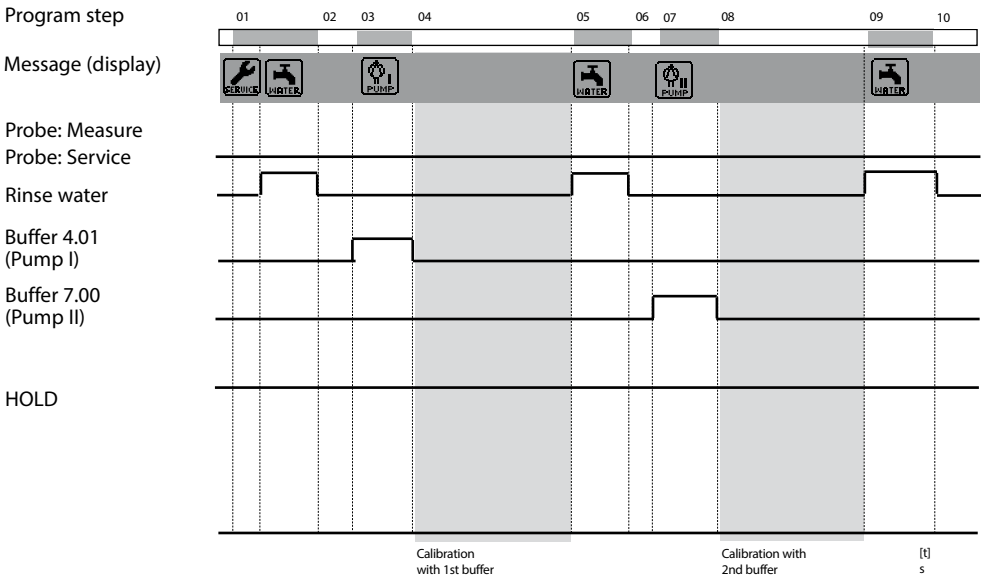 Program step 01 02 03 04 05 06 07 08 09 10
Message (display)
SERVICE WATER I PUMP WATER II PUMP WATER
Probe: Measure
Probe: Service
Rinse water
Buffer 4.01
(Pump I)
Buffer 7.00
(Pump II)
HOLD
Calibration
with 1st buffer
Calibration with
2nd buffer
[t]
s